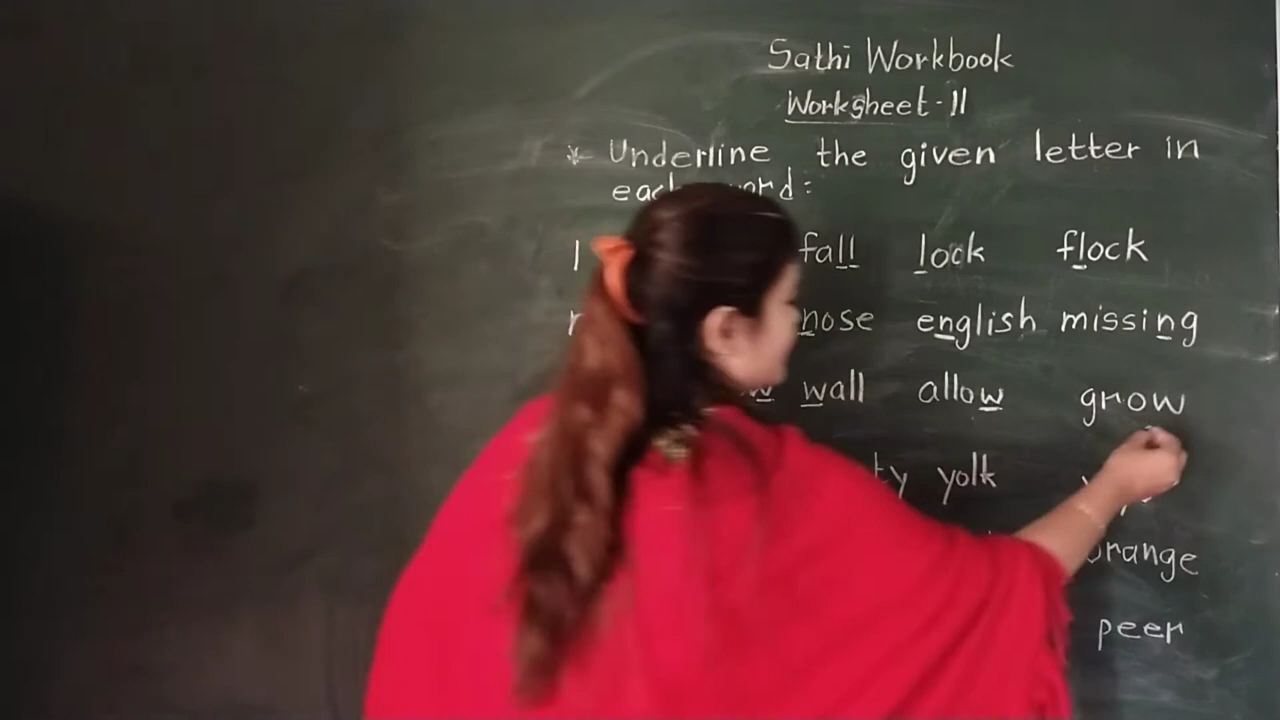 Sathi Workbook
Worksheet-11
* Underline the given letter in
each word:
l fall lock flock
nose english missing
wall allow grow
yolk
orange
peer